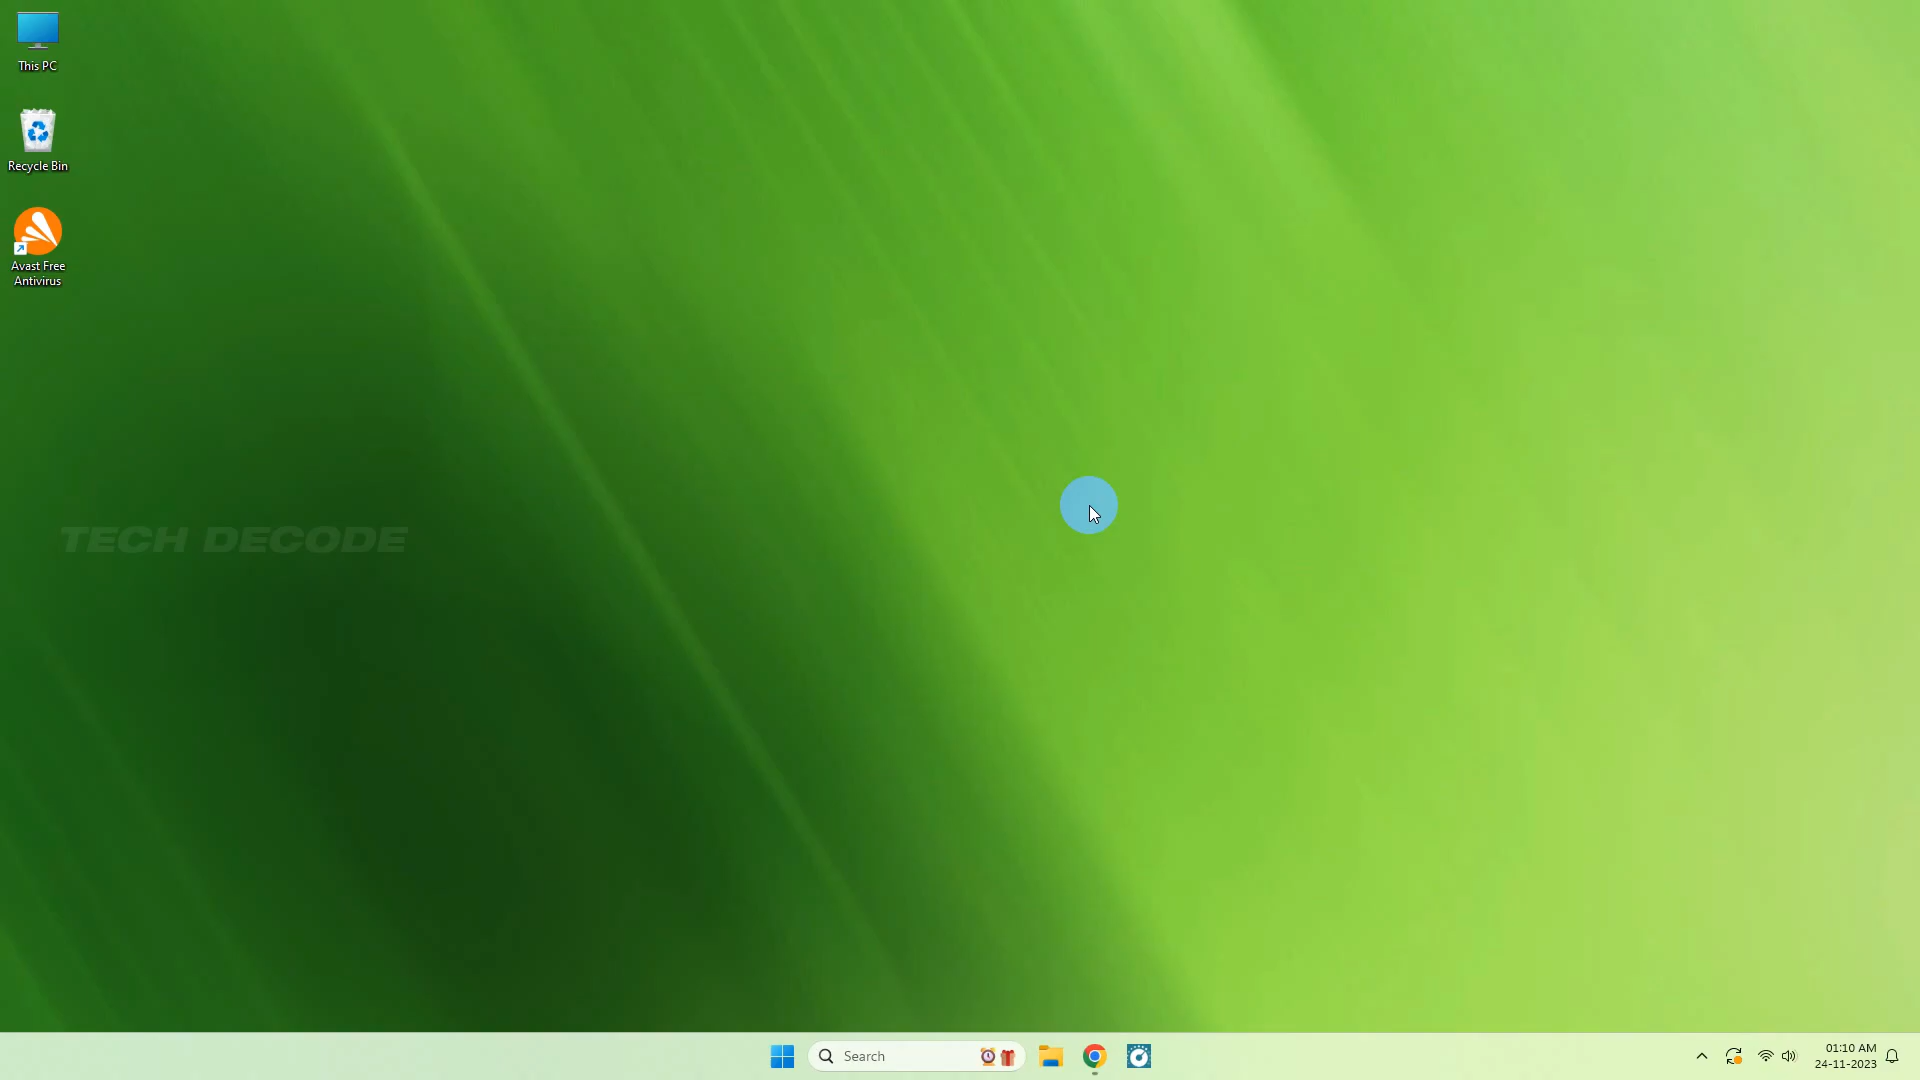 This PC
Recycle Bin
Avast Free
Antivirus
TECH DECODE
Search
01:10 AM
24-11-2023